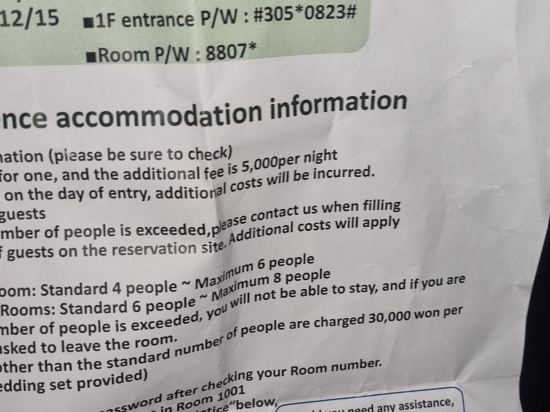 12/15 ■1F entrance P/W : #305*0823#
■Room P/W : 8807*
nce accommodation information
nation (please be sure to check)
for one, and the additional fee is 5,000per night
on the day of entry, additional costs will be incurred.
guests
mber of people is exceeded,please contact us when filling
f guests on the reservation site. Additional costs will apply
oom: Standard 4 people ~ Maximum 6 people
Rooms: Standard 6 people ~ Maximum 8 people
mber of people is exceeded, you will not be able to stay, and if you are
asked to leave the room.
other than the standard number of people are charged 30,000 won per
edding set provided)
assword after checking your Room number.
in Room 1001
"below,
need any assistance,